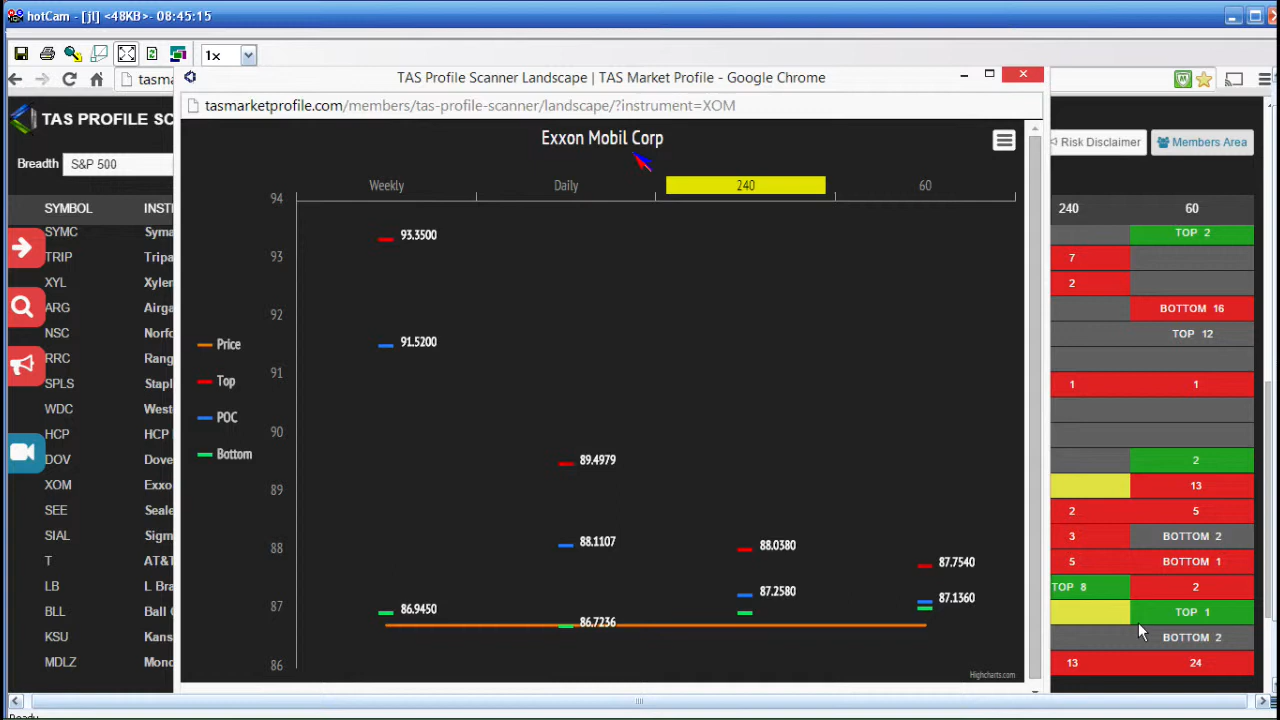 hotCam - [jl] <48KB> - 08:45:15
1x
TAS Profile Scanner Landscape | TAS Market Profile - Google Chrome
tasma
tasmarketprofile.com/members/tas-profile-scanner/landscape/?instrument=XOM
TAS PROFILE SC
Exxon Mobil Corp
Risk Disclaimer
Members Area
Breadth
S&P 500
Weekly
Daily
240
60
SYMBOL
INSTI
240
60
94
93
92
91
90
89
88
87
86
93.3500
91.5200
86.9450
89.4979
88.1107
86.7236
88.0380
87.2580
87.7540
87.1360
Price
Top
POC
Bottom
Highcharts.com
SYMC Syma TOP 2
TRIP Tripa 7
XYL Xylem 2
ARG Airga BOTTOM 16
NSC Norfo TOP 12
RRC Rang
SPLS Stapl 1 1
WDC West
HCP HCP
DOV Dove 2
XOM Exxo 13
SEE Seale 2 5
SIAL Sigm 3 BOTTOM 2
T AT&T 5 BOTTOM 1
LB L Bra TOP 8 2
BLL Ball C TOP 1
KSU Kans BOTTOM 2
MDLZ Mond 13 24